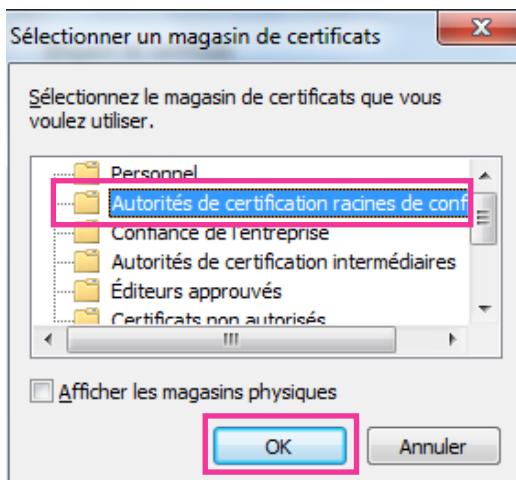 Sélectionner un magasin de certificats
Sélectionnez le magasin de certificats que vous
voulez utiliser.
Personnel
Autorités de certification racines de conf
Confiance de l'entreprise
Autorités de certification intermédiaires
Éditeurs approuvés
Certificats non autorisés
Afficher les magasins physiques
OK
Annuler